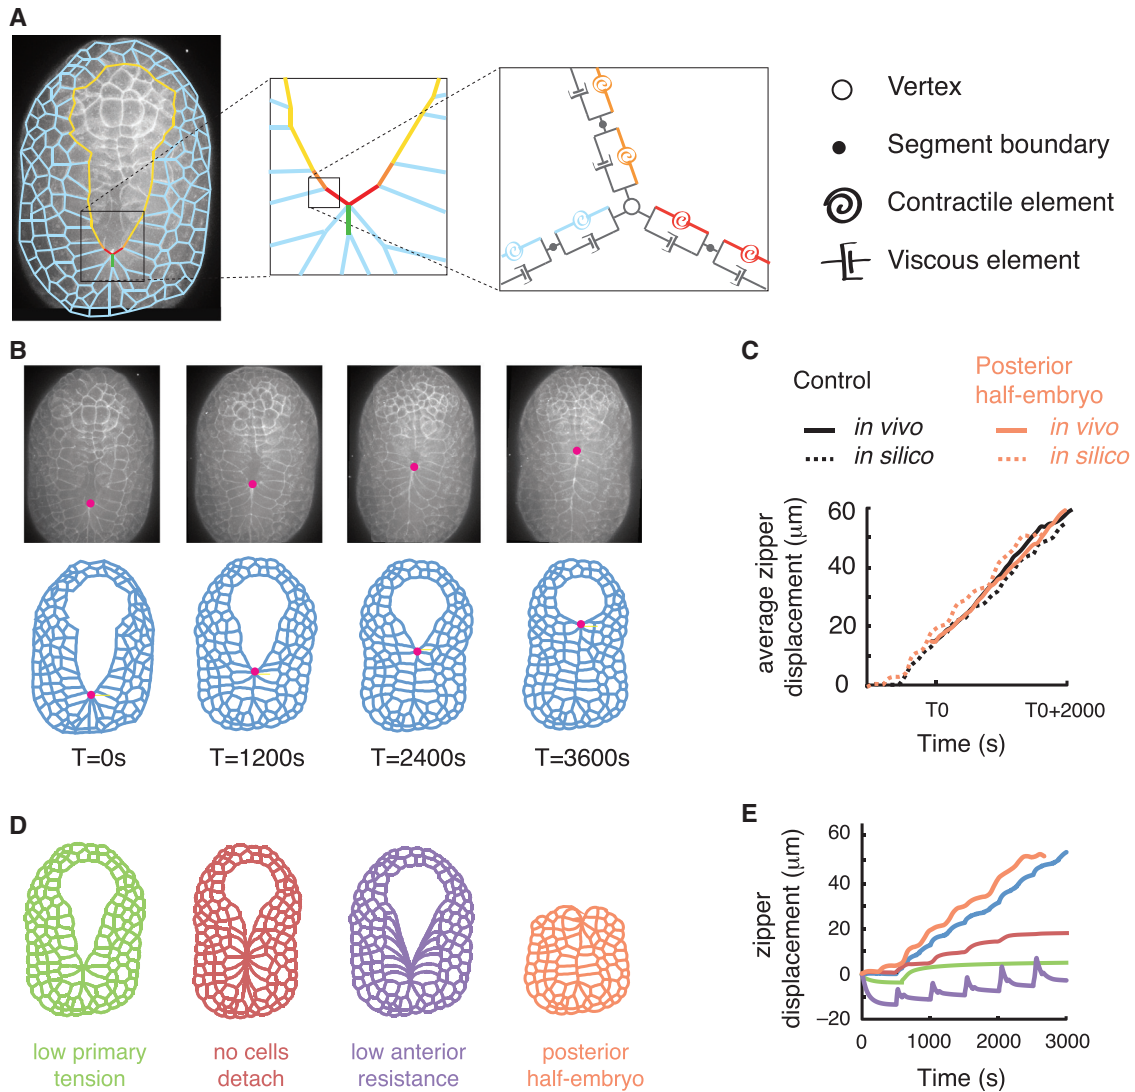 A
Vertex
Segment boundary
Contractile element
Viscous element
B
T=0s
T=1200s
T=2400s
T=3600s
C
Control
in vivo
in silico
Posterior
half-embryo
in vivo
in silico
average zipper
displacement (μm)
60
40
20
0
T0
T0+2000
Time (s)
D
low primary
tension
no cells
detach
low anterior
resistance
posterior
half-embryo
E
zipper
displacement (μm)
60
40
20
0
−20
0
1000
2000
3000
Time (s)